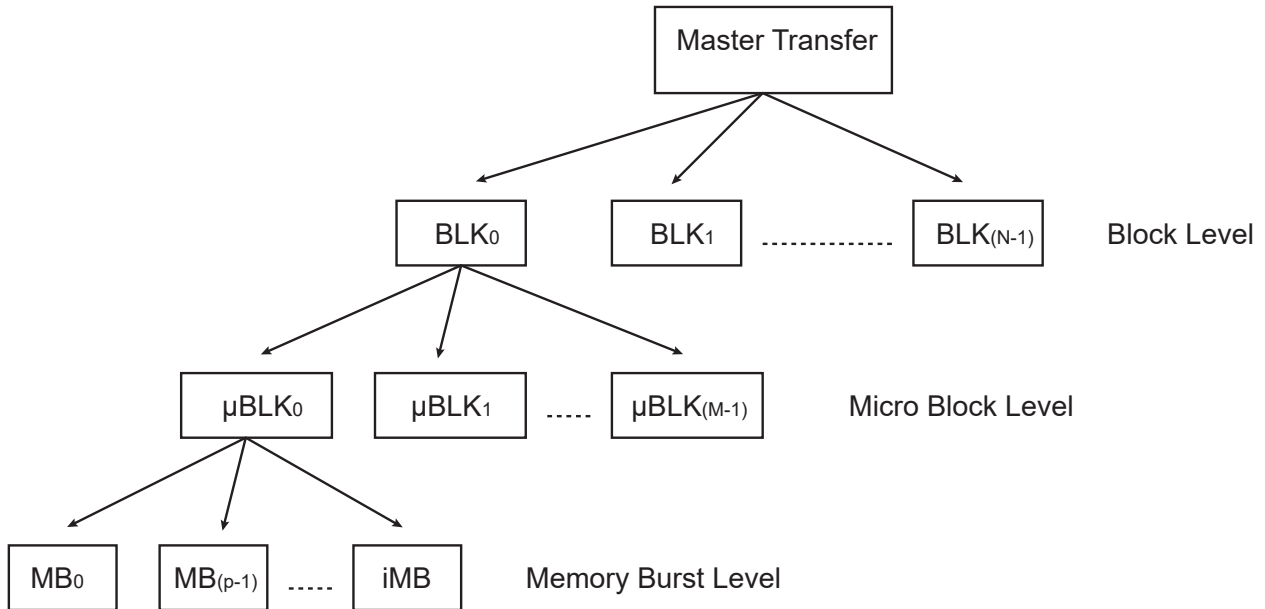 Master Transfer
BLK0 BLK1 BLK(N-1) Block Level
µBLK0 µBLK1 µBLK(M-1) Micro Block Level
MB0 MB(p-1) iMB Memory Burst Level